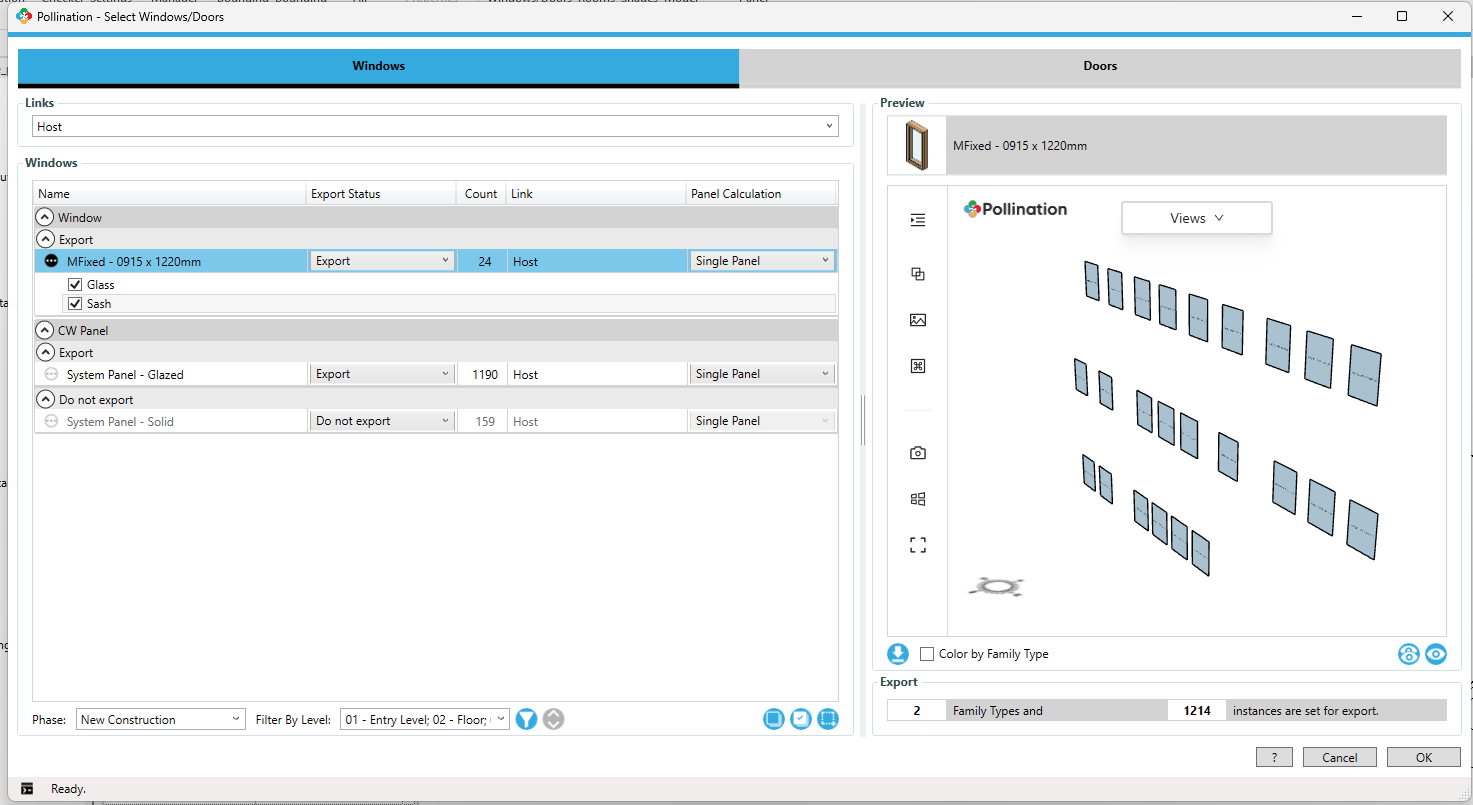 Pollination - Select Windows/Doors
Windows
Doors
Links
Host
Windows
Name Export Status Count Link Panel Calculation
Window
Export
MFixed - 0915 x 1220mm Export 24 Host Single Panel
Glass
Sash
CW Panel
Export
System Panel - Glazed Export 1190 Host Single Panel
Do not export
System Panel - Solid Do not export 159 Host Single Panel
Phase: New Construction Filter By Level: 01 - Entry Level; 02 - Floor;
Preview
MFixed - 0915 x 1220mm
Pollination
Views
Color by Family Type
Export
2 Family Types and 1214 instances are set for export.
? Cancel OK
Ready.